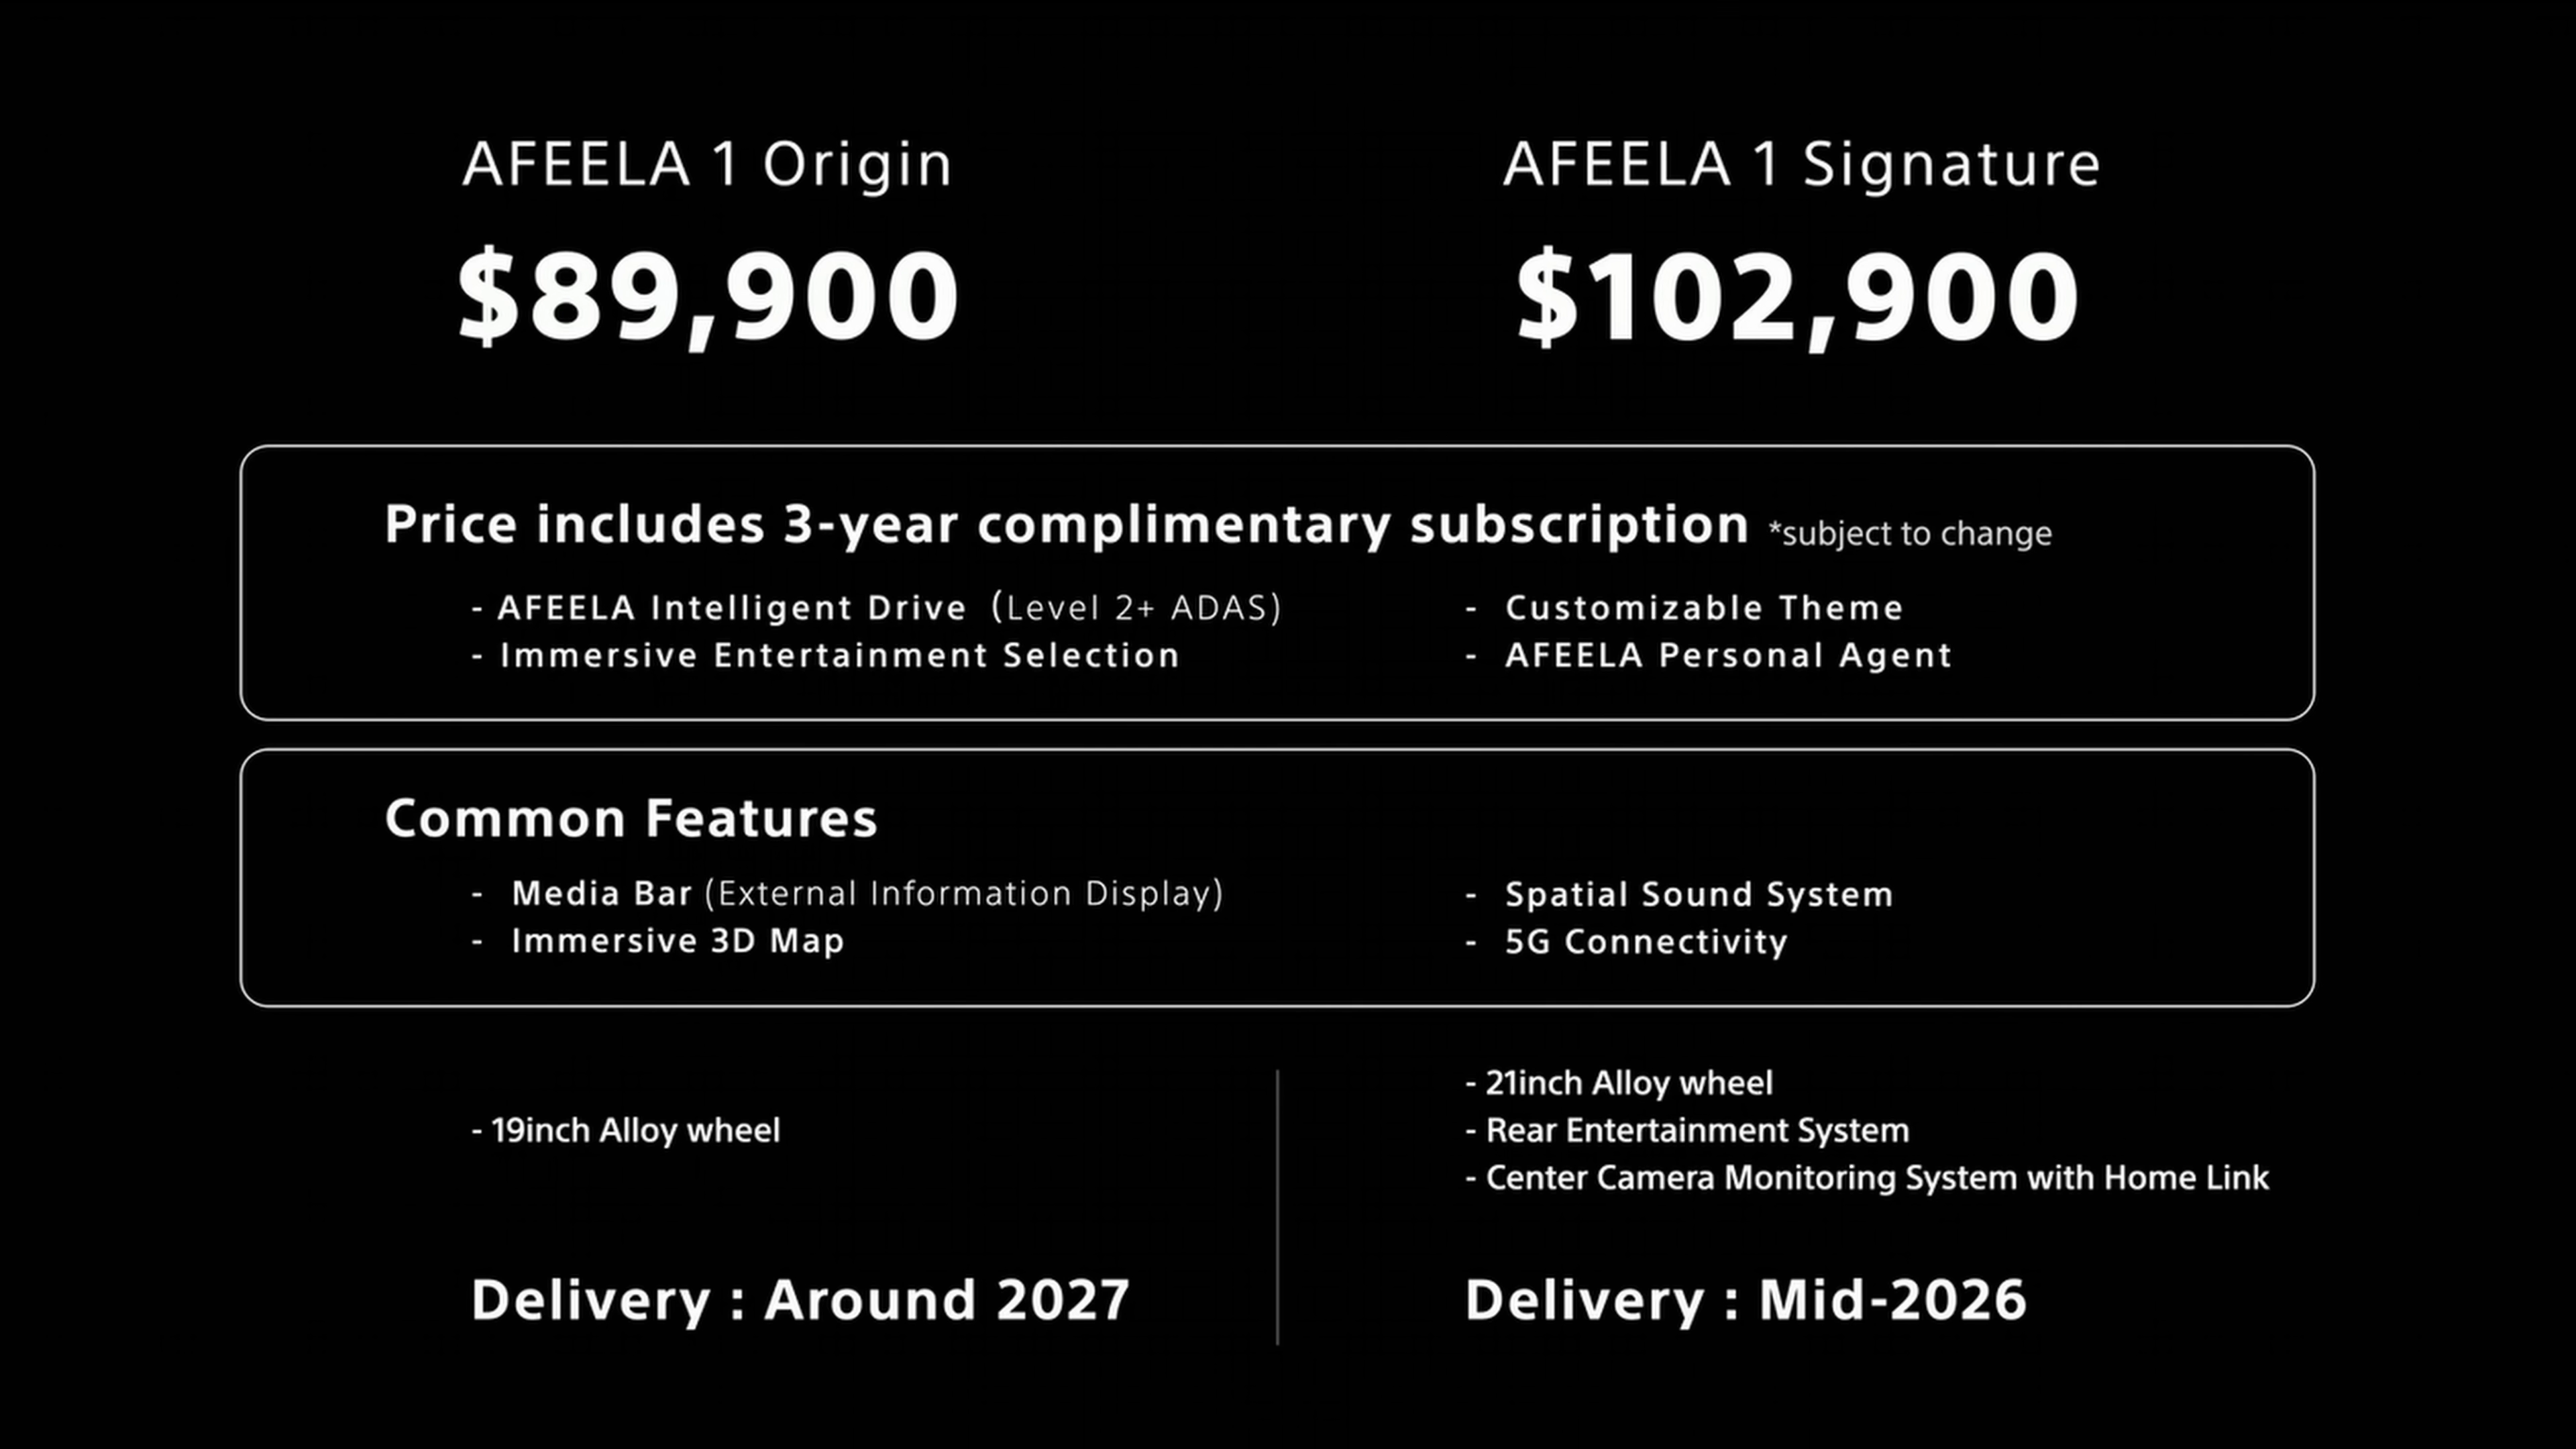 AFEELA 1 Origin
$89,900
AFEELA 1 Signature
$102,900
Price includes 3-year complimentary subscription *subject to change
- AFEELA Intelligent Drive (Level 2+ ADAS)
- Immersive Entertainment Selection
- Customizable Theme
- AFEELA Personal Agent
Common Features
- Media Bar (External Information Display)
- Immersive 3D Map
- Spatial Sound System
- 5G Connectivity
- 19inch Alloy wheel
Delivery : Around 2027
- 21inch Alloy wheel
- Rear Entertainment System
- Center Camera Monitoring System with Home Link
Delivery : Mid-2026